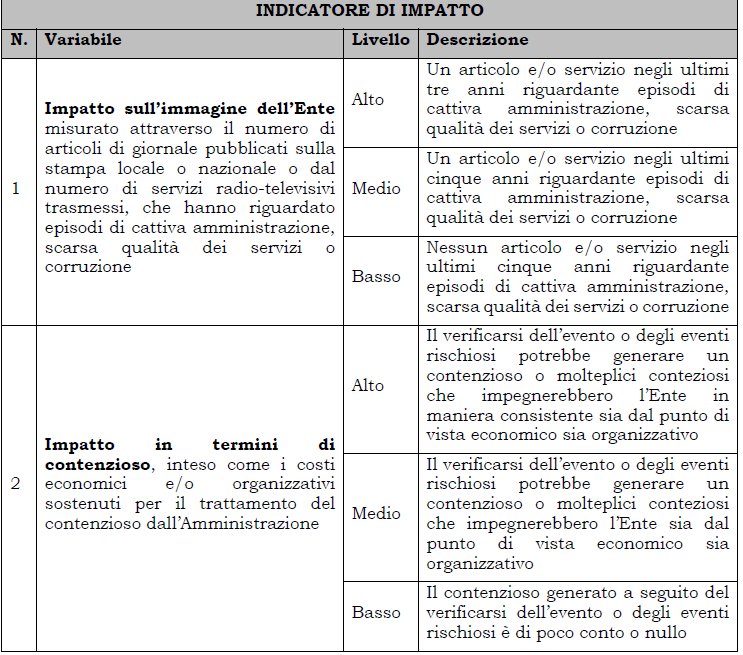 INDICATORE DI IMPATTO
N. Variabile Livello Descrizione
1
Impatto sull'immagine dell'Ente
misurato attraverso il numero di
articoli di giornale pubblicati sulla
stampa locale o nazionale o dal
numero di servizi radio-televisivi
trasmessi, che hanno riguardato
episodi di cattiva amministrazione,
scarsa qualità dei servizi o
corruzione
Alto
Un articolo e/o servizio negli ultimi
tre anni riguardante episodi di
cattiva amministrazione, scarsa
qualità dei servizi o corruzione
Medio
Un articolo e/o servizio negli ultimi
cinque anni riguardante episodi di
cattiva amministrazione, scarsa
qualità dei servizi o corruzione
Basso
Nessun articolo e/o servizio negli
ultimi cinque anni riguardante
episodi di cattiva amministrazione,
scarsa qualità dei servizi o corruzione
2
Impatto in termini di
contenzioso, inteso come i costi
economici e/o organizzativi
sostenuti per il trattamento del
contenzioso dall'Amministrazione
Alto
Il verificarsi dell'evento o degli eventi
rischiosi potrebbe generare un
contenzioso o molteplici conteziosi
che impegnerebbero l'Ente in
maniera consistente sia dal punto di
vista economico sia organizzativo
Medio
Il verificarsi dell'evento o degli eventi
rischiosi potrebbe generare un
contenzioso o molteplici conteziosi
che impegnerebbero l'Ente sia dal
punto di vista economico sia
organizzativo
Basso
Il contenzioso generato a seguito del
verificarsi dell'evento o degli eventi
rischiosi è di poco conto o nullo